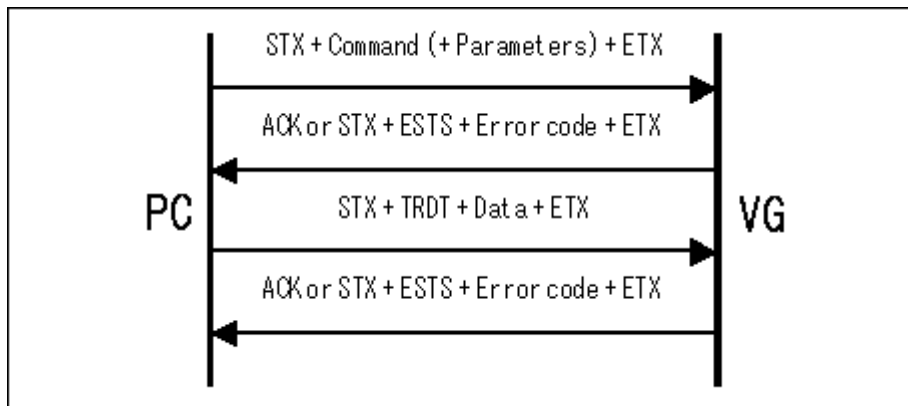 STX + Command (+ Parameters) + ETX
ACK or STX + ESTS + Error code + ETX
PC
STX + TRDT + Data + ETX
VG
ACK or STX + ESTS + Error code + ETX